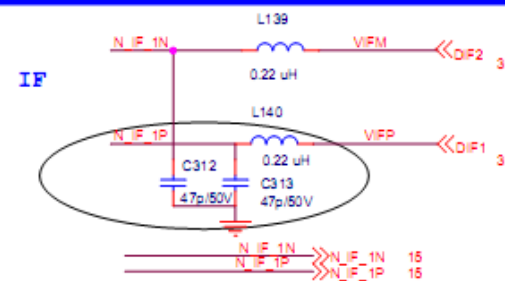 L139
N_IF_1N
VIFM
DIF2
3
0.22 uH
IF
L140
N_IF_1P
VIFP
DIF1
3
0.22 uH
C312
C313
47p/50V
47p/50V
N_IF_1N
N_IF_1N 15
N_IF_1P
N_IF_1P 15